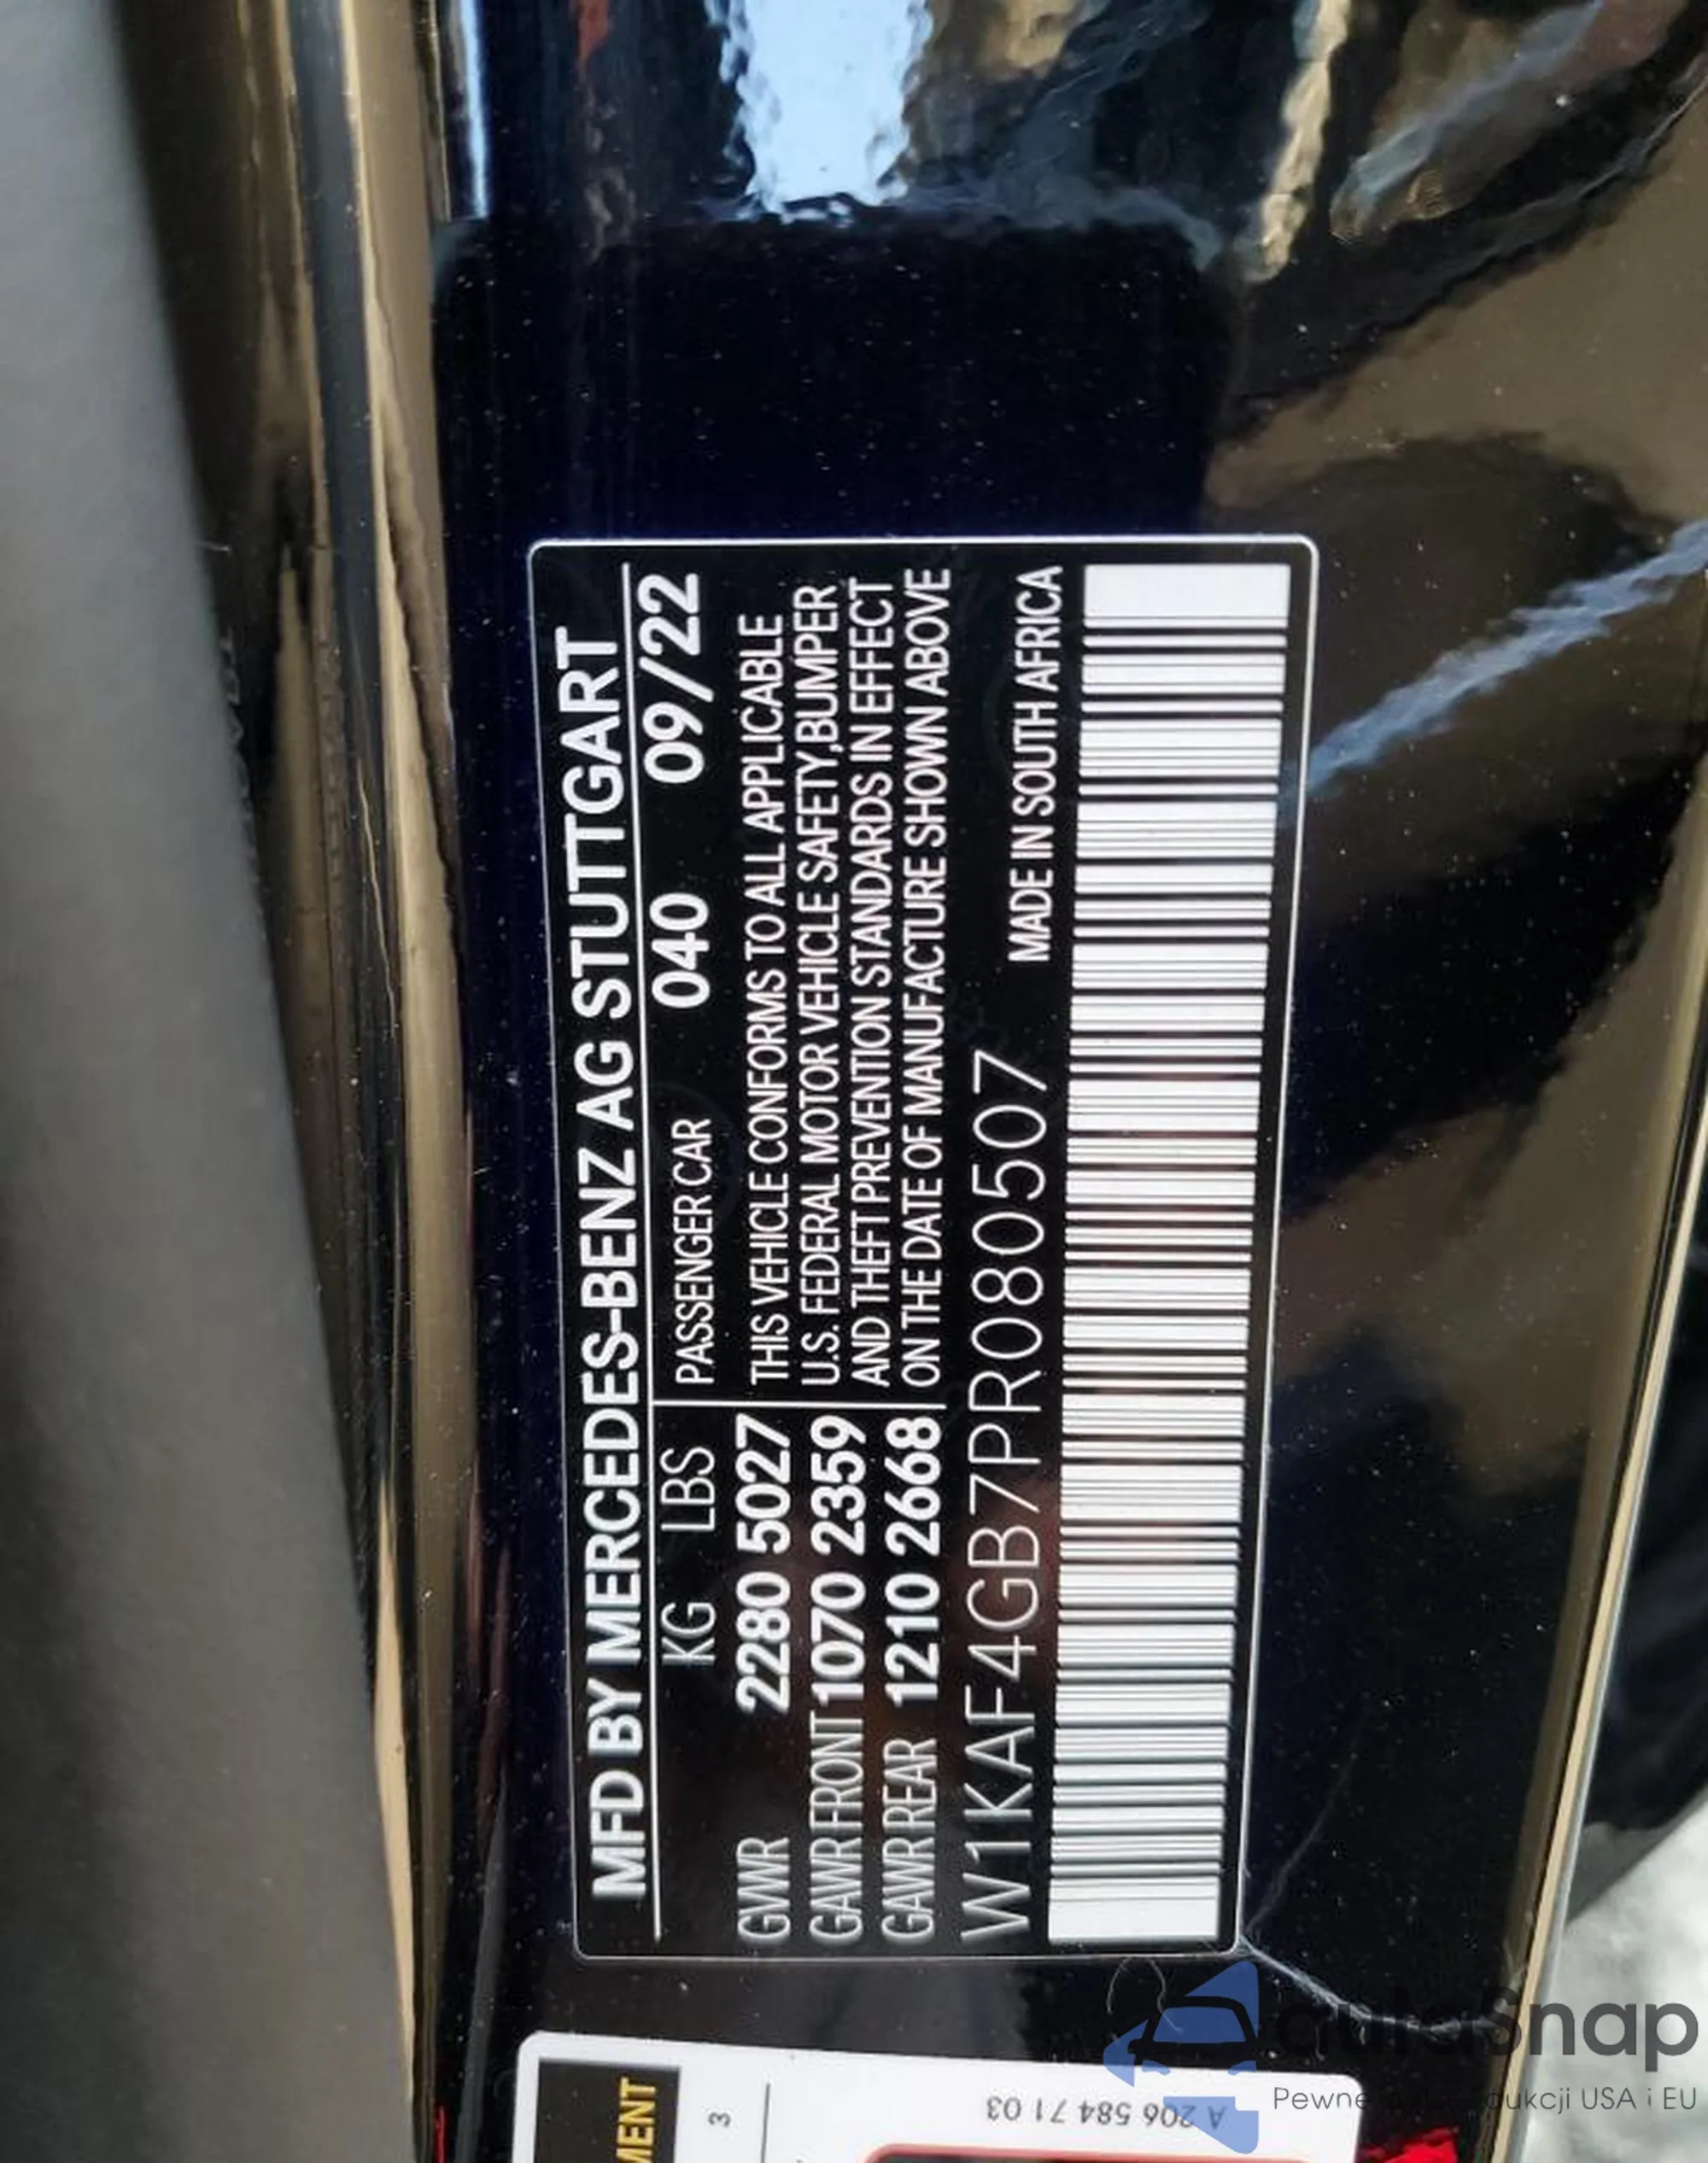 MFD BY MERCEDES-BENZ AG STUTTGART
KG LBS PASSENGER CAR 040 09/22
GVWR 2280 5027 THIS VEHICLE CONFORMS TO ALL APPLICABLE
U.S. FEDERAL MOTOR VEHICLE SAFETY,BUMPER
GAWR FRONT 1070 2359 AND THEFT PREVENTION STANDARDS IN EFFECT
GAWR REAR 1210 2668 ON THE DATE OF MANUFACTURE SHOWN ABOVE
W1KAF4GB7PR080507 MADE IN SOUTH AFRICA
3
A 206 584 71 03
autoSnap
USA i EU